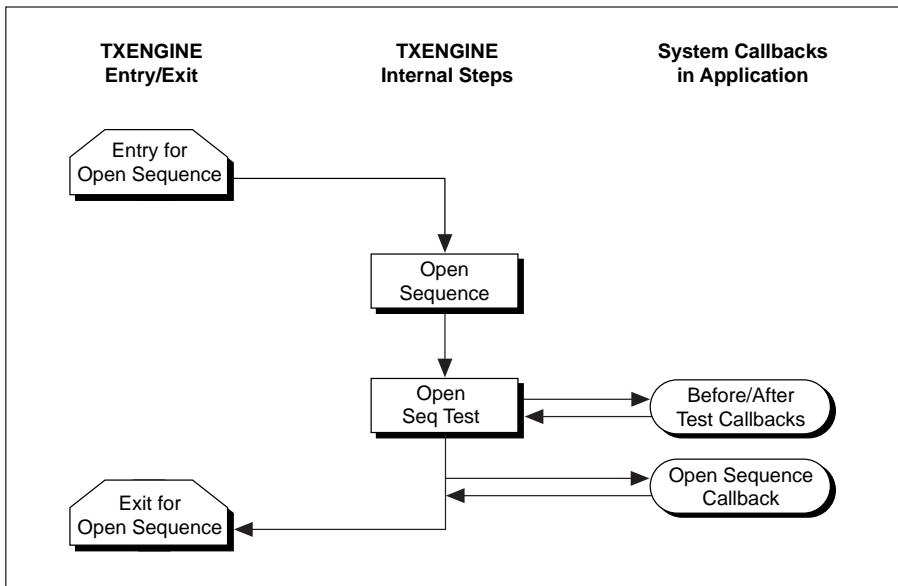 TXENGINE
Entry/Exit
TXENGINE
Internal Steps
System Callbacks
in Application
Entry for
Open Sequence
Open
Sequence
Open
Seq Test
Before/After
Test Callbacks
Open Sequence
Callback
Exit for
Open Sequence